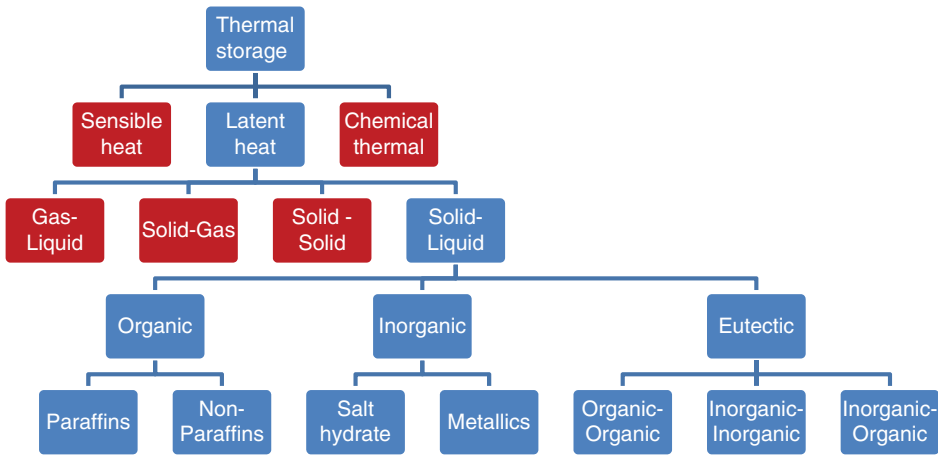 Thermal
storage
Sensible
heat
Latent
heat
Chemical
thermal
Gas-
Liquid
Solid-Gas
Solid -
Solid
Solid-
Liquid
Organic
Inorganic
Eutectic
Paraffins
Non-
Paraffins
Salt
hydrate
Metallics
Organic-
Organic
Inorganic-
Inorganic
Inorganic-
Organic